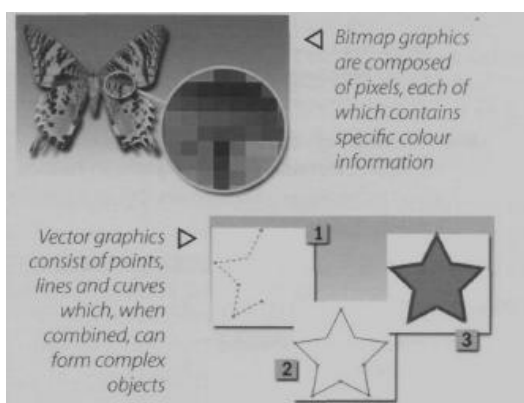 Bitmap graphics
are composed
of pixels, each of
which contains
specific colour
information
Vector graphics
consist of points,
lines and curves
which, when
combined, can
form complex
objects
1
2
3